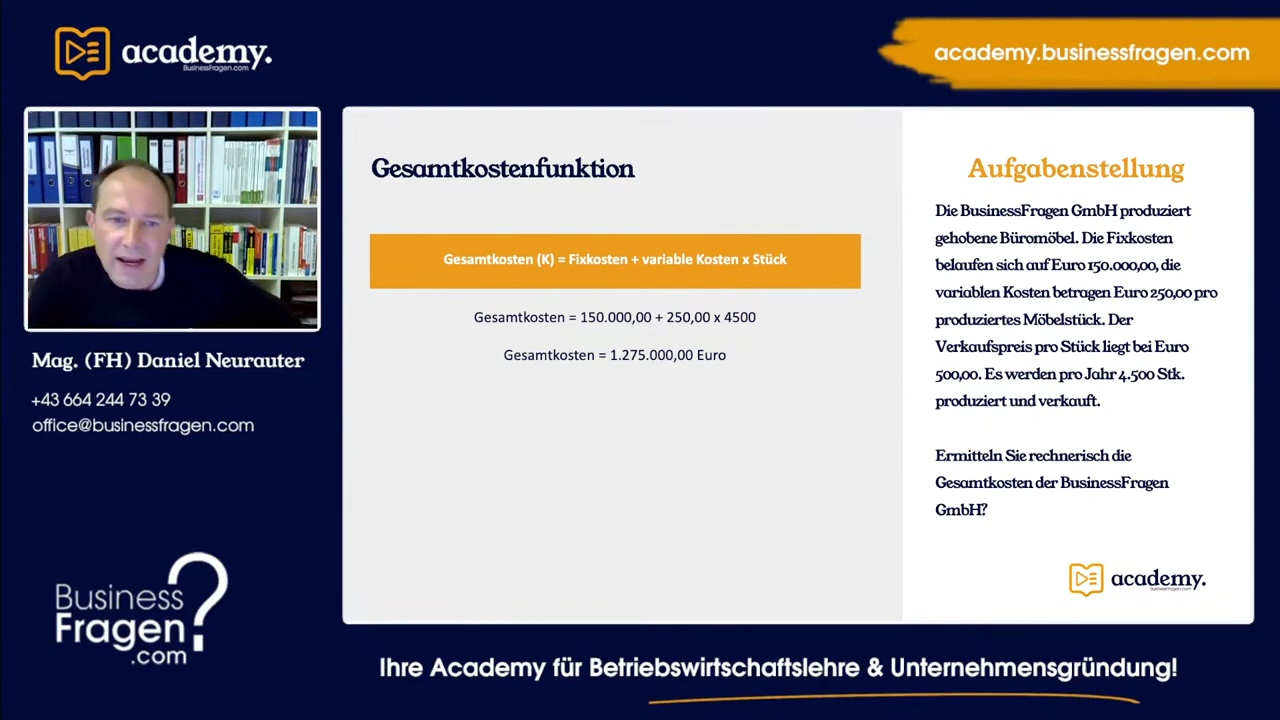 academy.
BusinessFragen.com
academy.businessfragen.com
Mag. (FH) Daniel Neurauter
+43 664 244 73 39
office@businessfragen.com
Business
Fragen
.com
?
Gesamtkostenfunktion
Gesamtkosten (K) = Fixkosten + variable Kosten x Stück
Gesamtkosten = 150.000,00 + 250,00 x 4500
Gesamtkosten = 1.275.000,00 Euro
Aufgabenstellung
Die BusinessFragen GmbH produziert
gehobene Büromöbel. Die Fixkosten
belaufen sich auf Euro 150.000,00, die
variablen Kosten betragen Euro 250,00 pro
produziertes Möbelstück. Der
Verkaufspreis pro Stück liegt bei Euro
500,00. Es werden pro Jahr 4.500 Stk.
produziert und verkauft.
Ermitteln Sie rechnerisch die
Gesamtkosten der BusinessFragen
GmbH?
academy.
Ihre Academy für Betriebswirtschaftslehre & Unternehmensgründung!